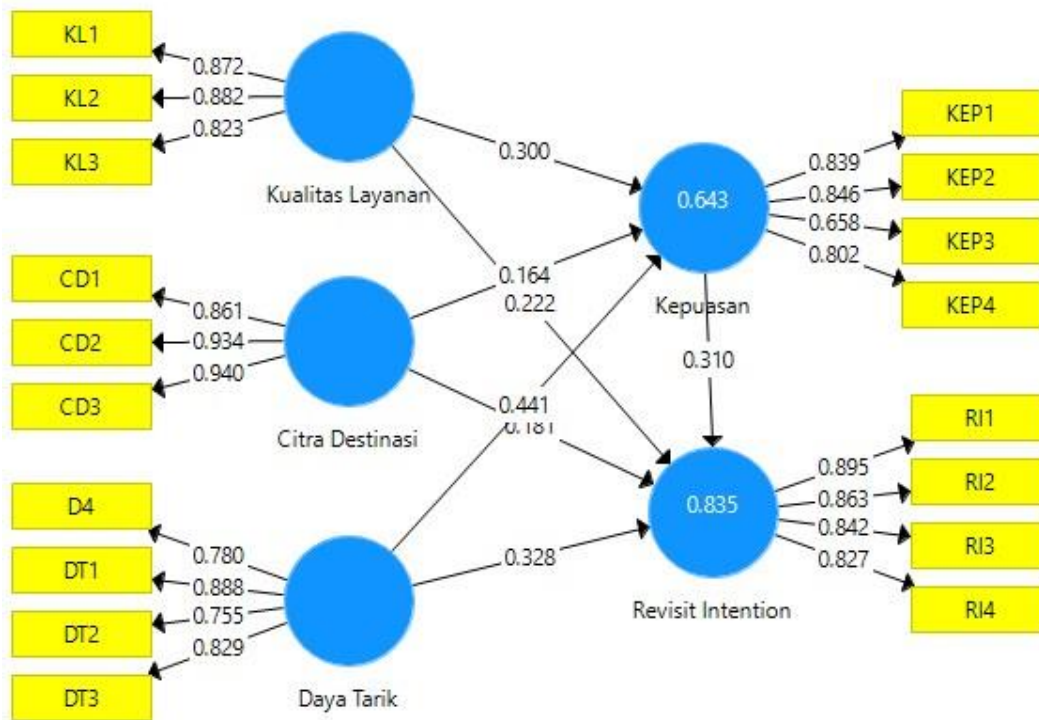 KL1
KL2
KL3
0.872
0.882
0.823
Kualitas Layanan
CD1
CD2
CD3
0.861
0.934
0.940
Citra Destinasi
D4
DT1
DT2
DT3
0.780
0.888
0.755
0.829
Daya Tarik
0.300
0.164
0.222
0.441
0.181
0.328
0.643
Kepuasan
0.310
0.835
Revisit Intention
0.839
0.846
0.658
0.802
KEP1
KEP2
KEP3
KEP4
0.895
0.863
0.842
0.827
RI1
RI2
RI3
RI4